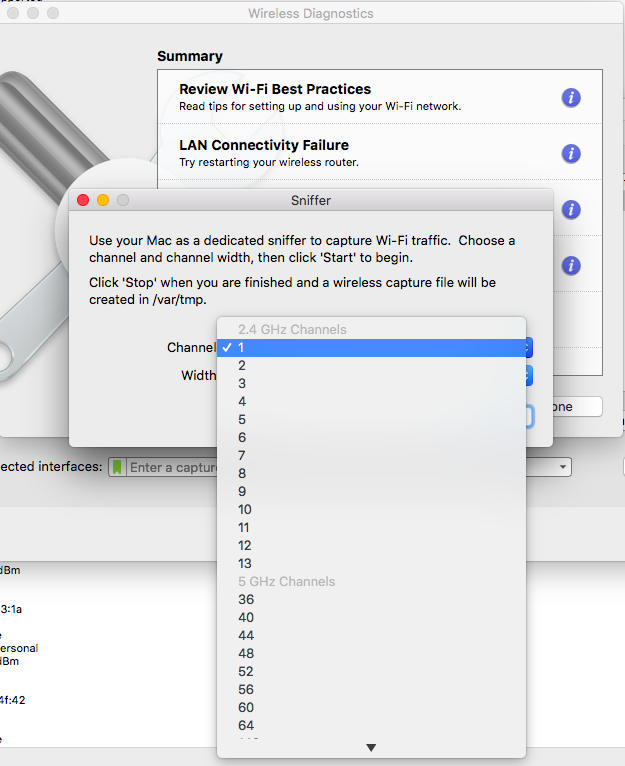 Wireless Diagnostics
Summary
Review Wi-Fi Best Practices
Read tips for setting up and using your Wi-Fi network.
LAN Connectivity Failure
Try restarting your wireless router.
Sniffer
Use your Mac as a dedicated sniffer to capture Wi-Fi traffic. Choose a
channel and channel width, then click 'Start' to begin.
Click 'Stop' when you are finished and a wireless capture file will be
created in /var/tmp.
2.4 GHz Channels
Channel
✓ 1
2
Width
3
4
5
one
6
7
ected interfaces:
Enter a captur
8
9
10
11
12
13
dBm
5 GHz Channels
36
3:1a
40
44
ersonal
48
dBm
52
56
4f:42
60
64
e